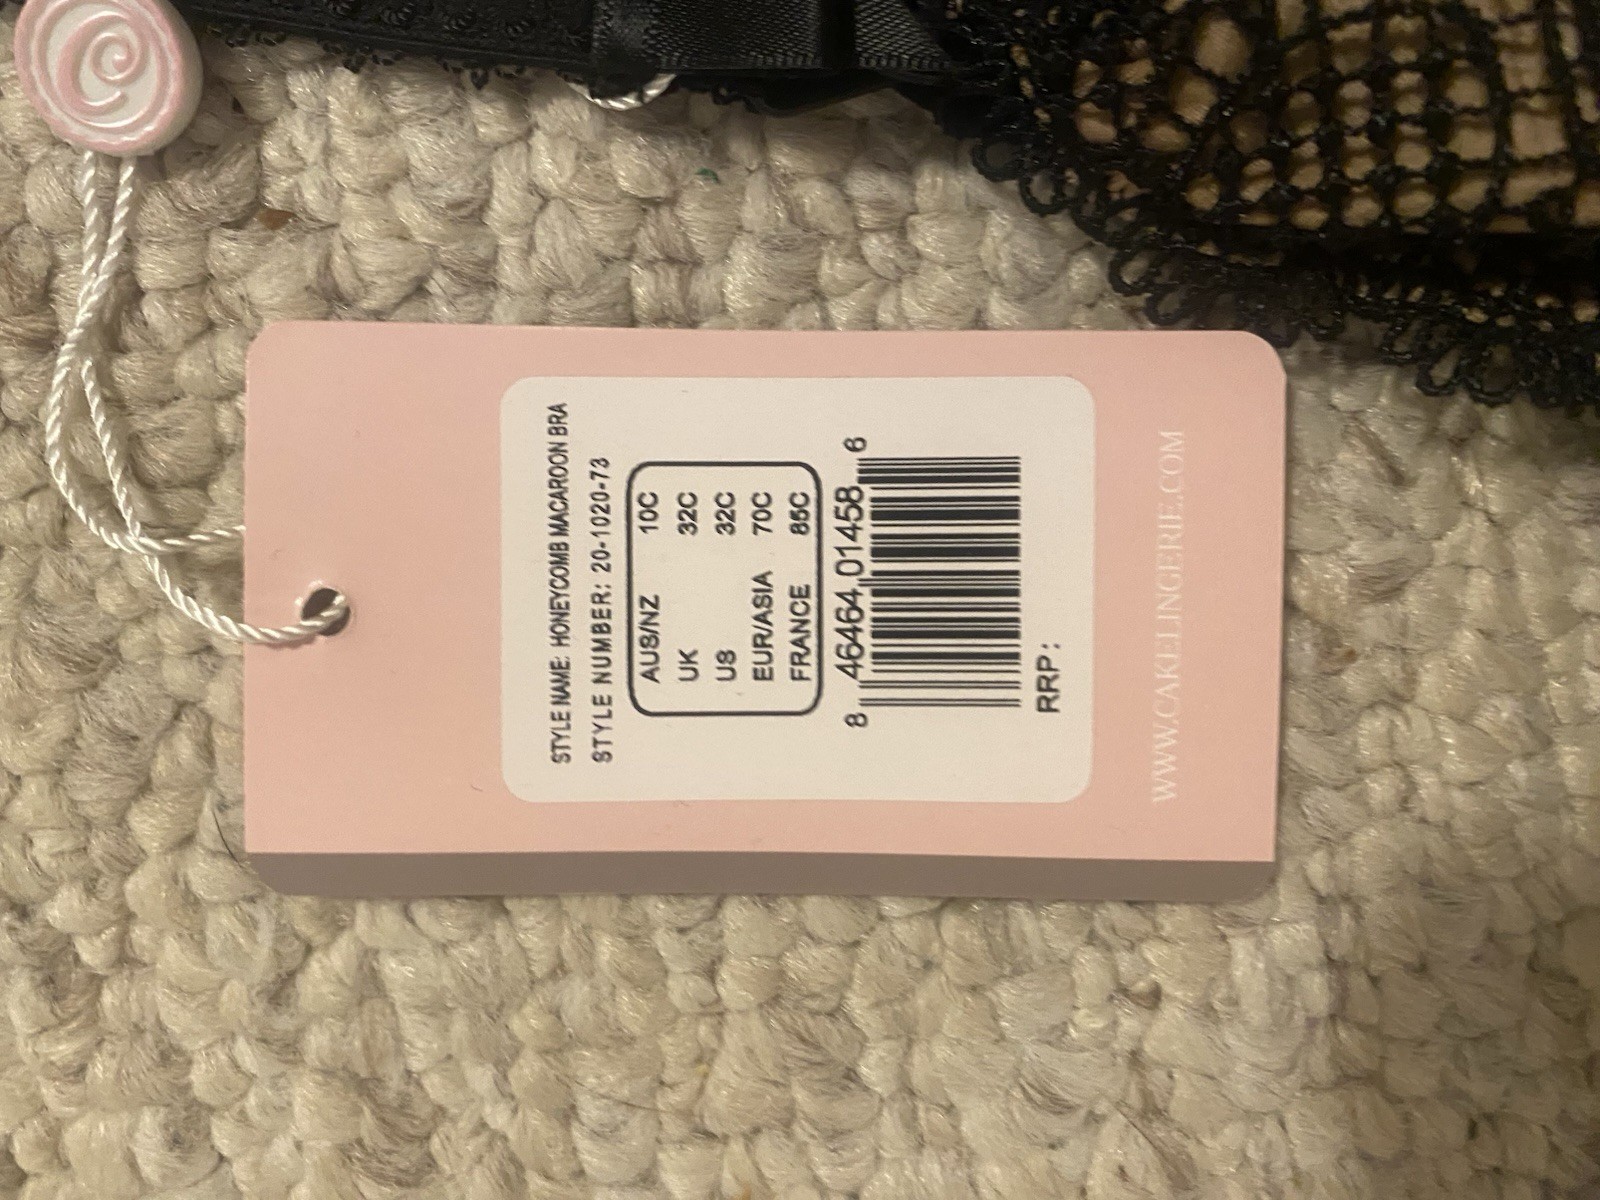 STYLE NAME: HONEYCOMB MACAROON BRA
STYLE NUMBER: 20-1020-73
AUS/NZ 10C
UK 32C
US 32C
EUR/ASIA 70C
FRANCE 85C
8 46464 01458 6
RRP:
WWW.CAKELINGERIE.COM